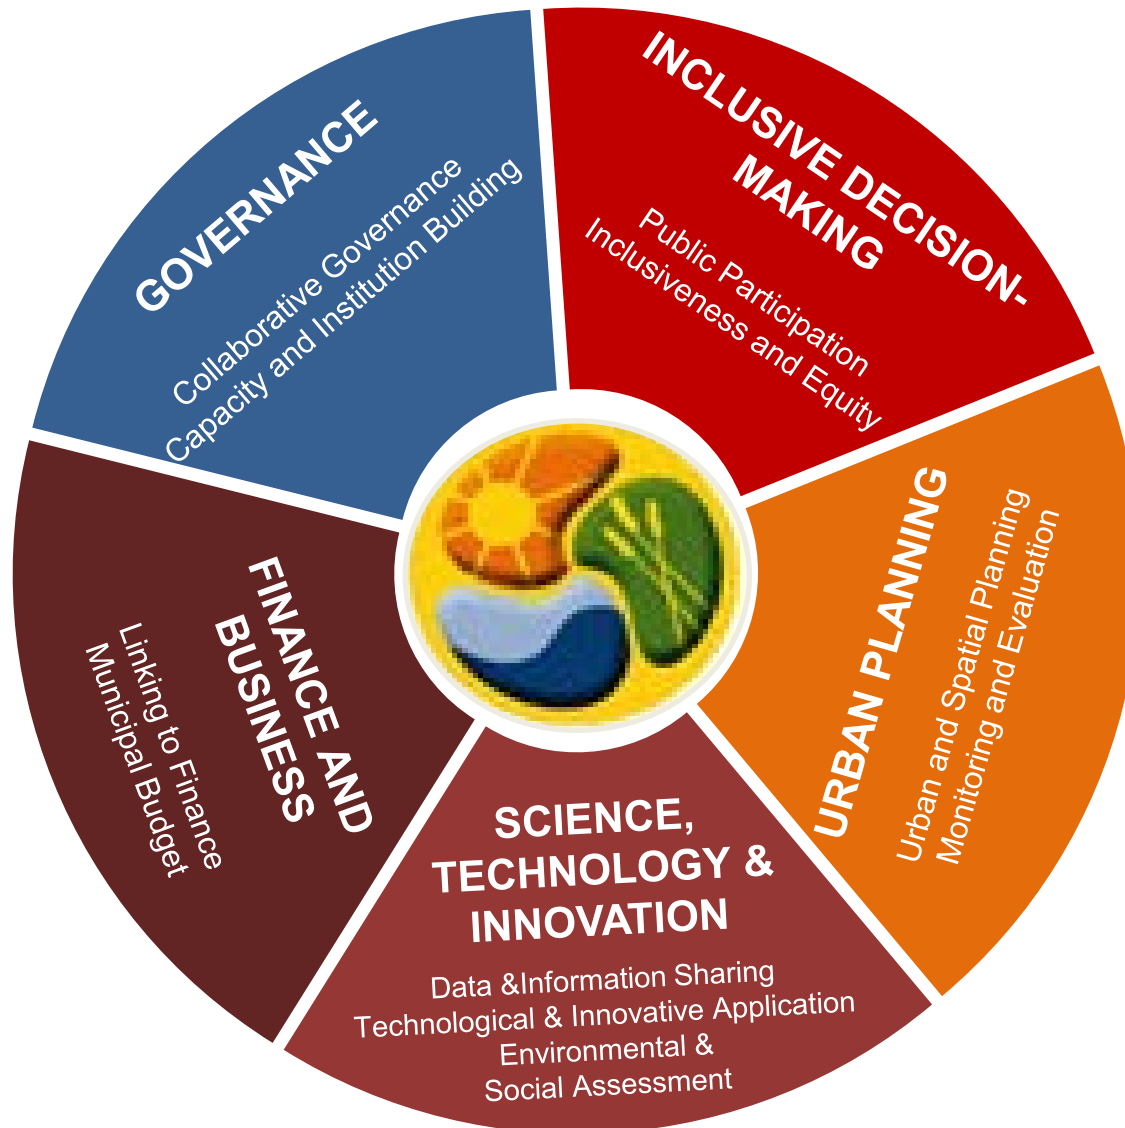 GOVERNANCE
Collaborative Governance
Capacity and Institution Building
INCLUSIVE DECISION-
MAKING
Public Participation
Inclusiveness and Equity
URBAN PLANNING
Urban and Spatial Planning
Monitoring and Evaluation
SCIENCE,
TECHNOLOGY &
INNOVATION
Data &Information Sharing
Technological & Innovative Application
Environmental &
Social Assessment
FINANCE AND
BUSINESS
Linking to Finance
Municipal Budget